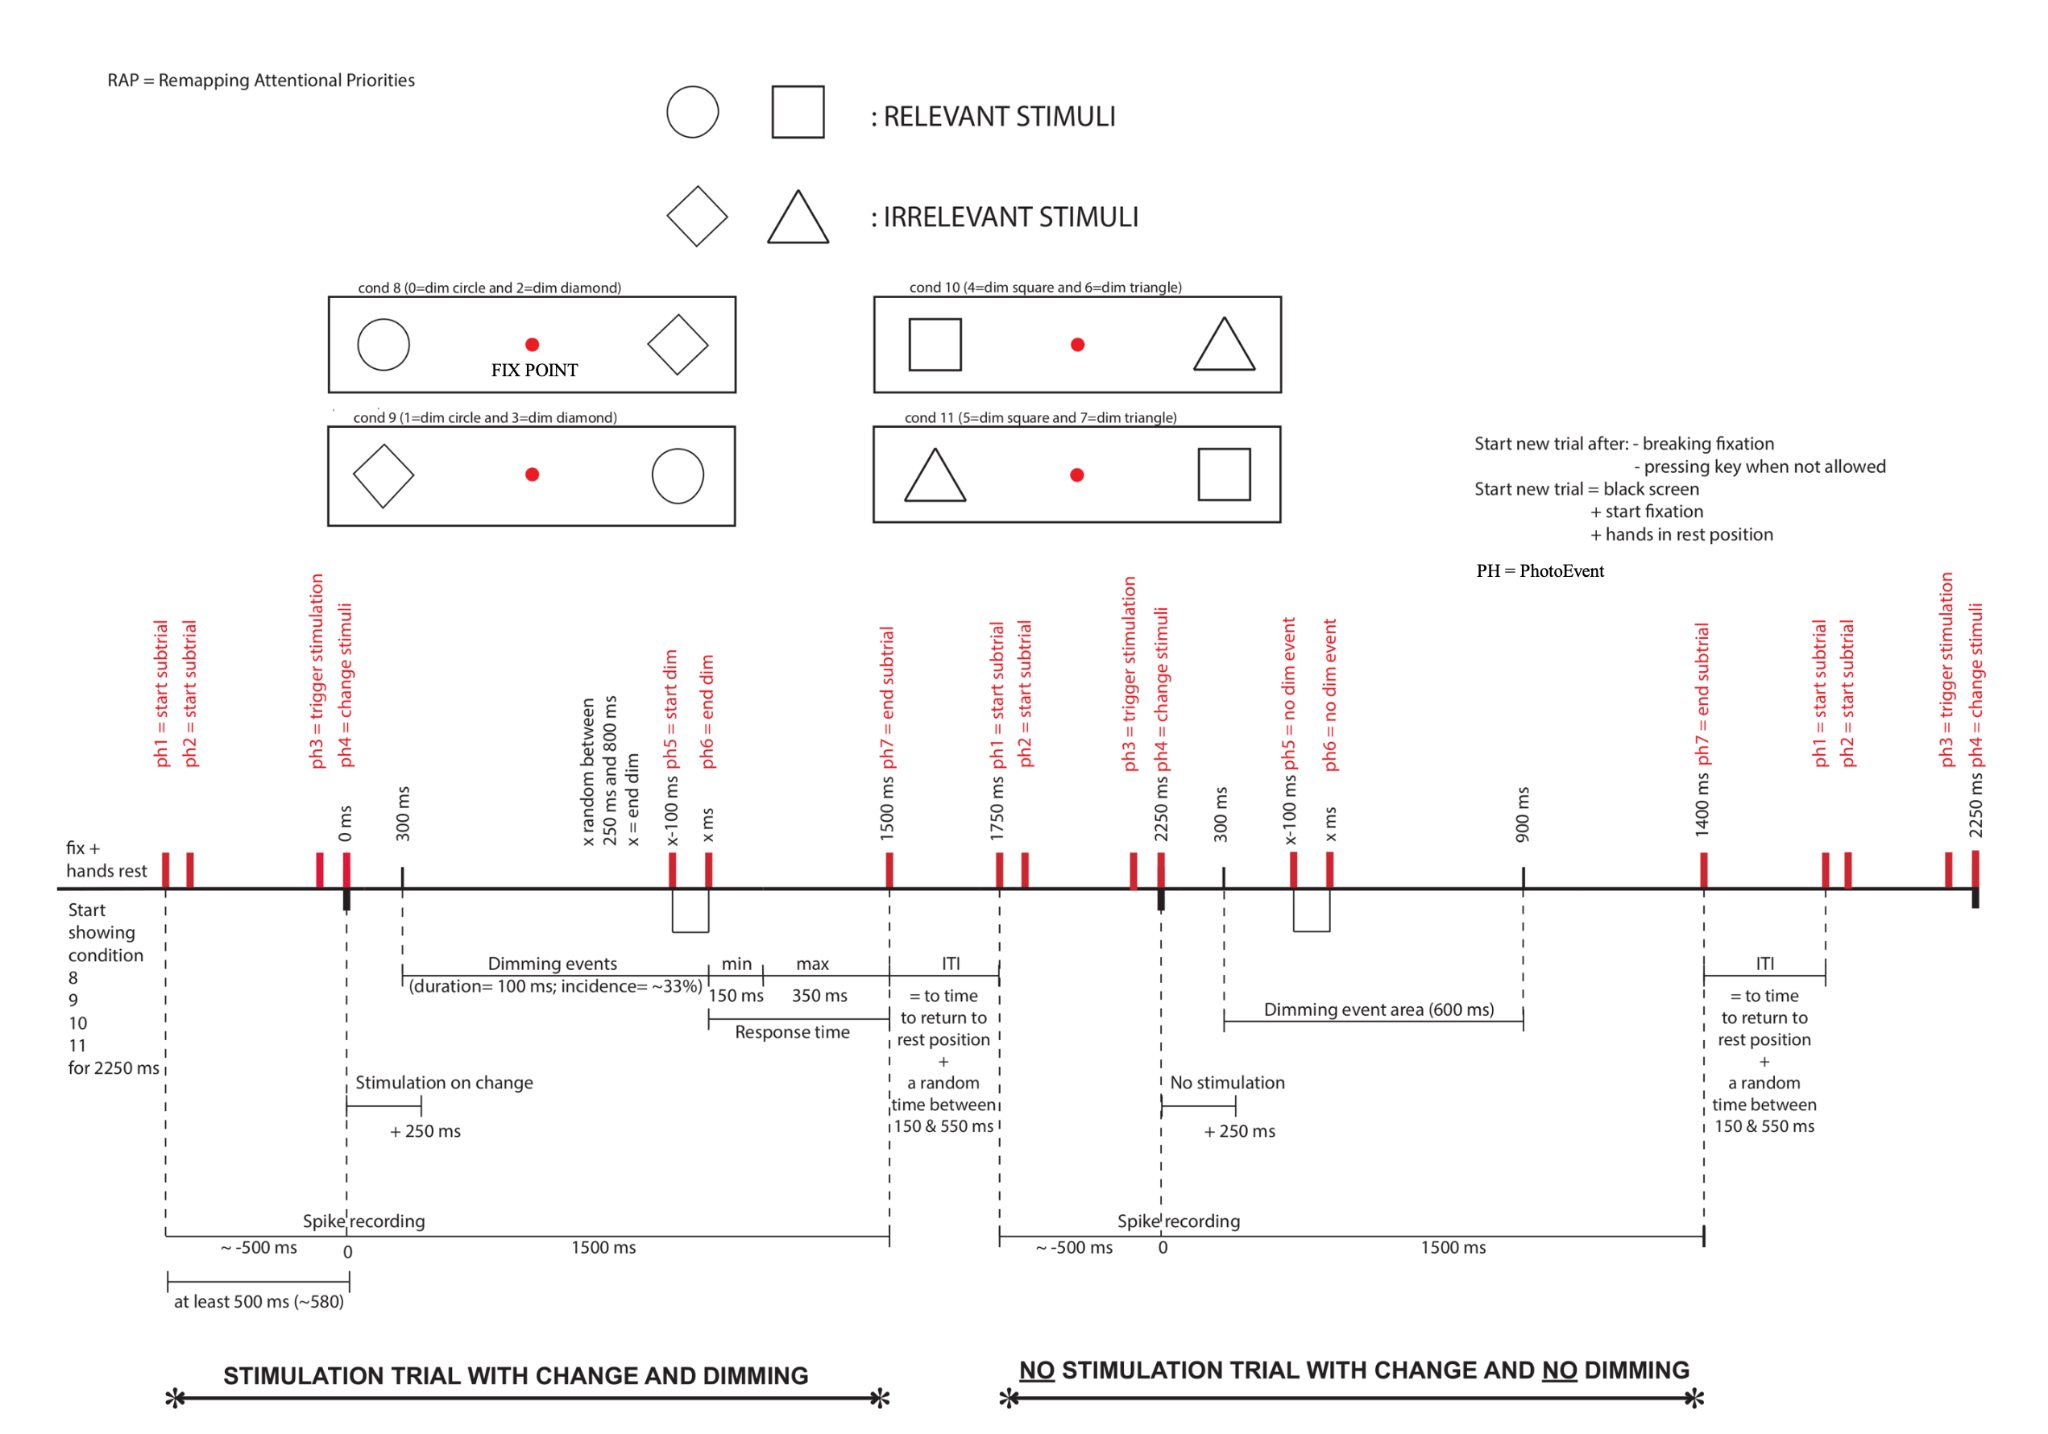 RAP = Remapping Attentional Priorities
: RELEVANT STIMULI
: IRRELEVANT STIMULI
cond 8 (0=dim circle and 2=dim diamond)
cond 10 (4=dim square and 6=dim triangle)
FIX POINT
cond 9 (1=dim circle and 3=dim diamond)
cond 11 (5=dim square and 7=dim triangle)
Start new trial after: - breaking fixation
- pressing key when not allowed
Start new trial = black screen
+ start fixation
+ hands in rest position
PH = PhotoEvent
ph1 = start subtrial
ph2 = start subtrial
ph3 = trigger stimulation
0 ms ph4 = change stimuli
300 ms
x random between
250 ms and 800 ms
x = end dim
x-100 ms ph5 = start dim
x ms ph6 = end dim
1500 ms ph7 = end subtrial
1750 ms ph1 = start subtrial
ph2 = start subtrial
ph3 = trigger stimulation
2250 ms ph4 = change stimuli
300 ms
x-100 ms ph5 = no dim event
x ms ph6 = no dim event
900 ms
1400 ms ph7 = end subtrial
ph1 = start subtrial
ph2 = start subtrial
ph3 = trigger stimulation
2250 ms ph4 = change stimuli
fix +
hands rest
Start
showing
condition
8
9
10
11
for 2250 ms
Dimming events
(duration= 100 ms; incidence= ~33%)
min
150 ms
max
350 ms
Response time
ITI
= to time
to return to
rest position
+
a random
time between
150 & 550 ms
Dimming event area (600 ms)
ITI
= to time
to return to
rest position
+
a random
time between
150 & 550 ms
Stimulation on change
+ 250 ms
No stimulation
+ 250 ms
Spike recording
~ -500 ms
0
1500 ms
Spike recording
~ -500 ms
0
1500 ms
at least 500 ms (~580)
STIMULATION TRIAL WITH CHANGE AND DIMMING
NO STIMULATION TRIAL WITH CHANGE AND NO DIMMING